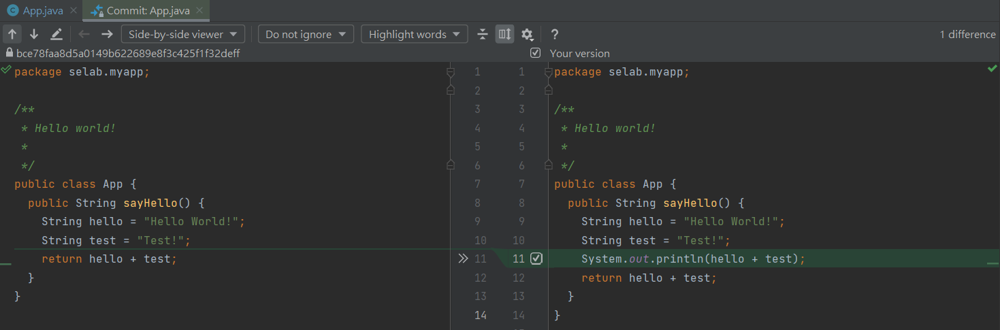 App.java
Commit: App.java
Side-by-side viewer
Do not ignore
Highlight words
?
1 difference
bce78faa8d5a0149b622689e8f3c425f1f32deff
Your version
package selab.myapp;
/**
 * Hello world!
 *
 */
public class App {
  public String sayHello() {
    String hello = "Hello World!";
    String test = "Test!";
    return hello + test;
  }
}
1 1
2 2
3 3
4 4
5 5
6 6
7 7
8 8
9 9
10 10
11 11
12 12
13 13
14 14
package selab.myapp;
/**
 * Hello world!
 *
 */
public class App {
  public String sayHello() {
    String hello = "Hello World!";
    String test = "Test!";
    System.out.println(hello + test);
    return hello + test;
  }
}